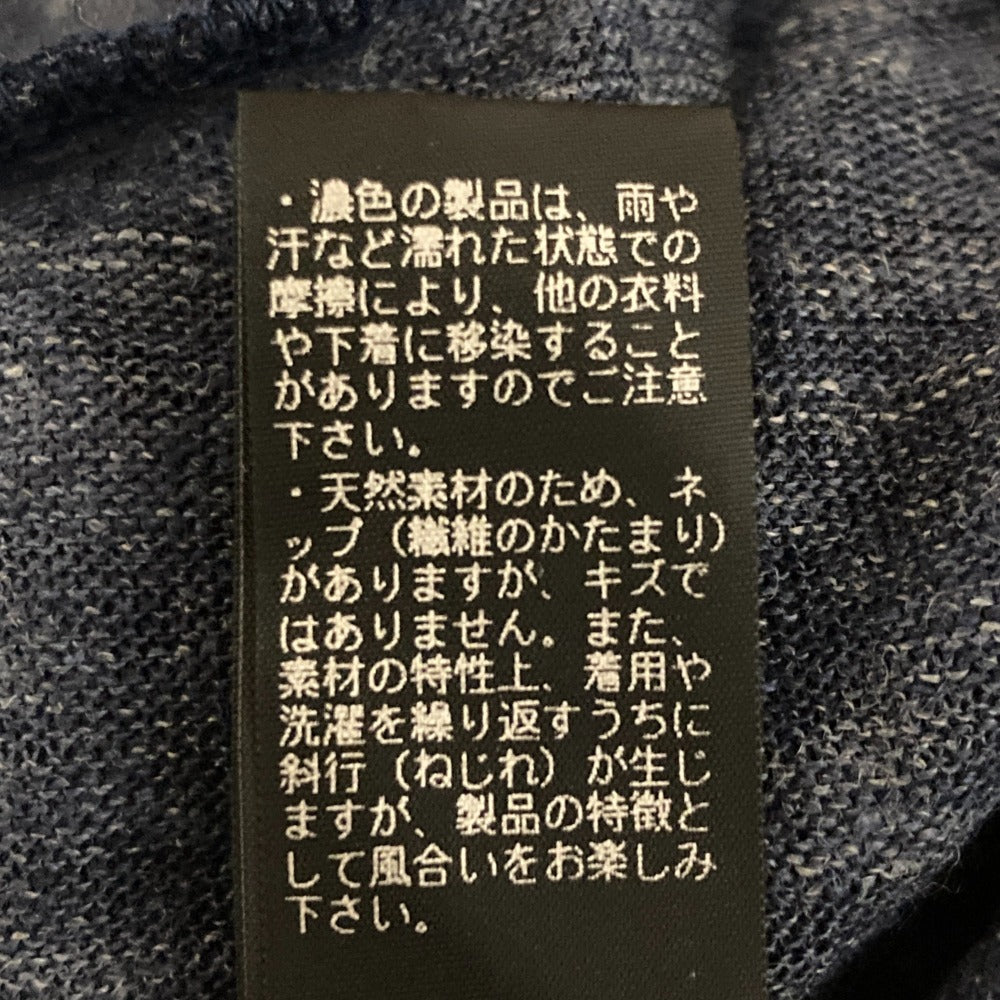 ・濃色の製品は、雨や
汗など濡れた状態での
摩擦により、他の衣料
や下着に移染すること
がありますのでご注意
下さい。
・天然素材のため、ネ
ップ（繊維のかたまり）
がありますが、キズで
はありません。また、
素材の特性上、着用や
洗濯を繰り返すうちに
斜行（ねじれ）が生じ
ますが、製品の特徴と
して風合いをお楽しみ
下さい。